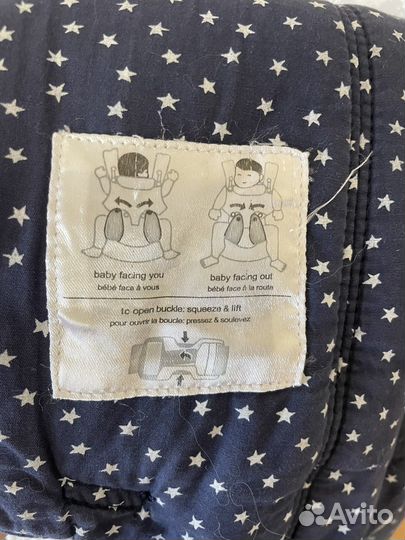 baby facing you
bébé face à vous
baby facing out
bébé face à la route
to open buckle: squeeze & lift
pour ouvrir la boucle: pressez & soulevez
Avito